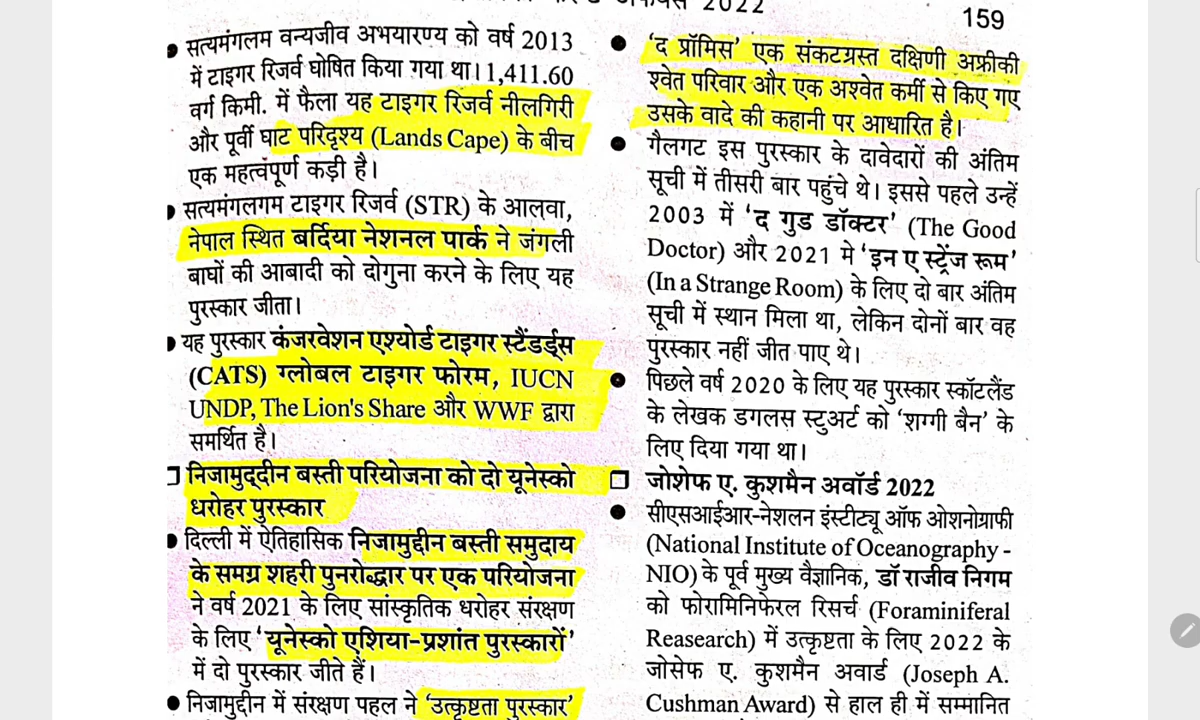 2022
159
सत्यमंगलम वन्यजीव अभयारण्य को वर्ष 2013
में टाइगर रिजर्व घोषित किया गया था। 1,411.60
वर्ग किमी. में फैला यह टाइगर रिजर्व नीलगिरी
और पूर्वी घाट परिदृश्य (Lands Cape) के बीच
एक महत्वपूर्ण कड़ी है।
सत्यमंगलगम टाइगर रिजर्व (STR) के आलवा,
नेपाल स्थित बर्दिया नेशनल पार्क ने जंगली
बाघों की आबादी को दोगुना करने के लिए यह
पुरस्कार जीता।
यह पुरस्कार कंजरवेशन एश्योर्ड टाइगर स्टैंडर्ड्स
(CATS) ग्लोबल टाइगर फोरम, IUCN
UNDP, The Lion's Share और WWF द्वारा
समर्थित है।
निजामुद्दीन बस्ती परियोजना को दो यूनेस्को
धरोहर पुरस्कार
दिल्ली में ऐतिहासिक निजामुद्दीन बस्ती समुदाय
के समग्र शहरी पुनरोद्धार पर एक परियोजना
ने वर्ष 2021 के लिए सांस्कृतिक धरोहर संरक्षण
के लिए 'यूनेस्को एशिया-प्रशांत पुरस्कारों'
में दो पुरस्कार जीते हैं।
निजामुद्दीन में संरक्षण पहल ने 'उत्कृष्टता पुरस्कार'
'द प्रॉमिस' एक संकटग्रस्त दक्षिणी अफ्रीकी
श्वेत परिवार और एक अश्वेत कर्मी से किए गए
उसके वादे की कहानी पर आधारित है।
गैलगट इस पुरस्कार के दावेदारों की अंतिम
सूची में तीसरी बार पहुंचे थे। इससे पहले उन्हें
2003 में 'द गुड डॉक्टर' (The Good
Doctor) और 2021 मे 'इन ए स्ट्रेंज रूम'
(In a Strange Room) के लिए दो बार अंतिम
सूची में स्थान मिला था, लेकिन दोनों बार वह
पुरस्कार नहीं जीत पाए थे।
पिछले वर्ष 2020 के लिए यह पुरस्कार स्कॉटलैंड
के लेखक डगलस स्टुअर्ट को 'शग्गी बैन' के
लिए दिया गया था।
जोशेफ ए. कुशमैन अवॉर्ड 2022
सीएसआईआर-नेशलन इंस्टीट्यू ऑफ ओशनोग्राफी
(National Institute of Oceanography -
NIO) के पूर्व मुख्य वैज्ञानिक, डॉ राजीव निगम
को फोरामिनिफेरल रिसर्च (Foraminiferal
Reasearch) में उत्कृष्टता के लिए 2022 के
जोसेफ ए. कुशमैन अवार्ड (Joseph A.
Cushman Award) से हाल ही में सम्मानित